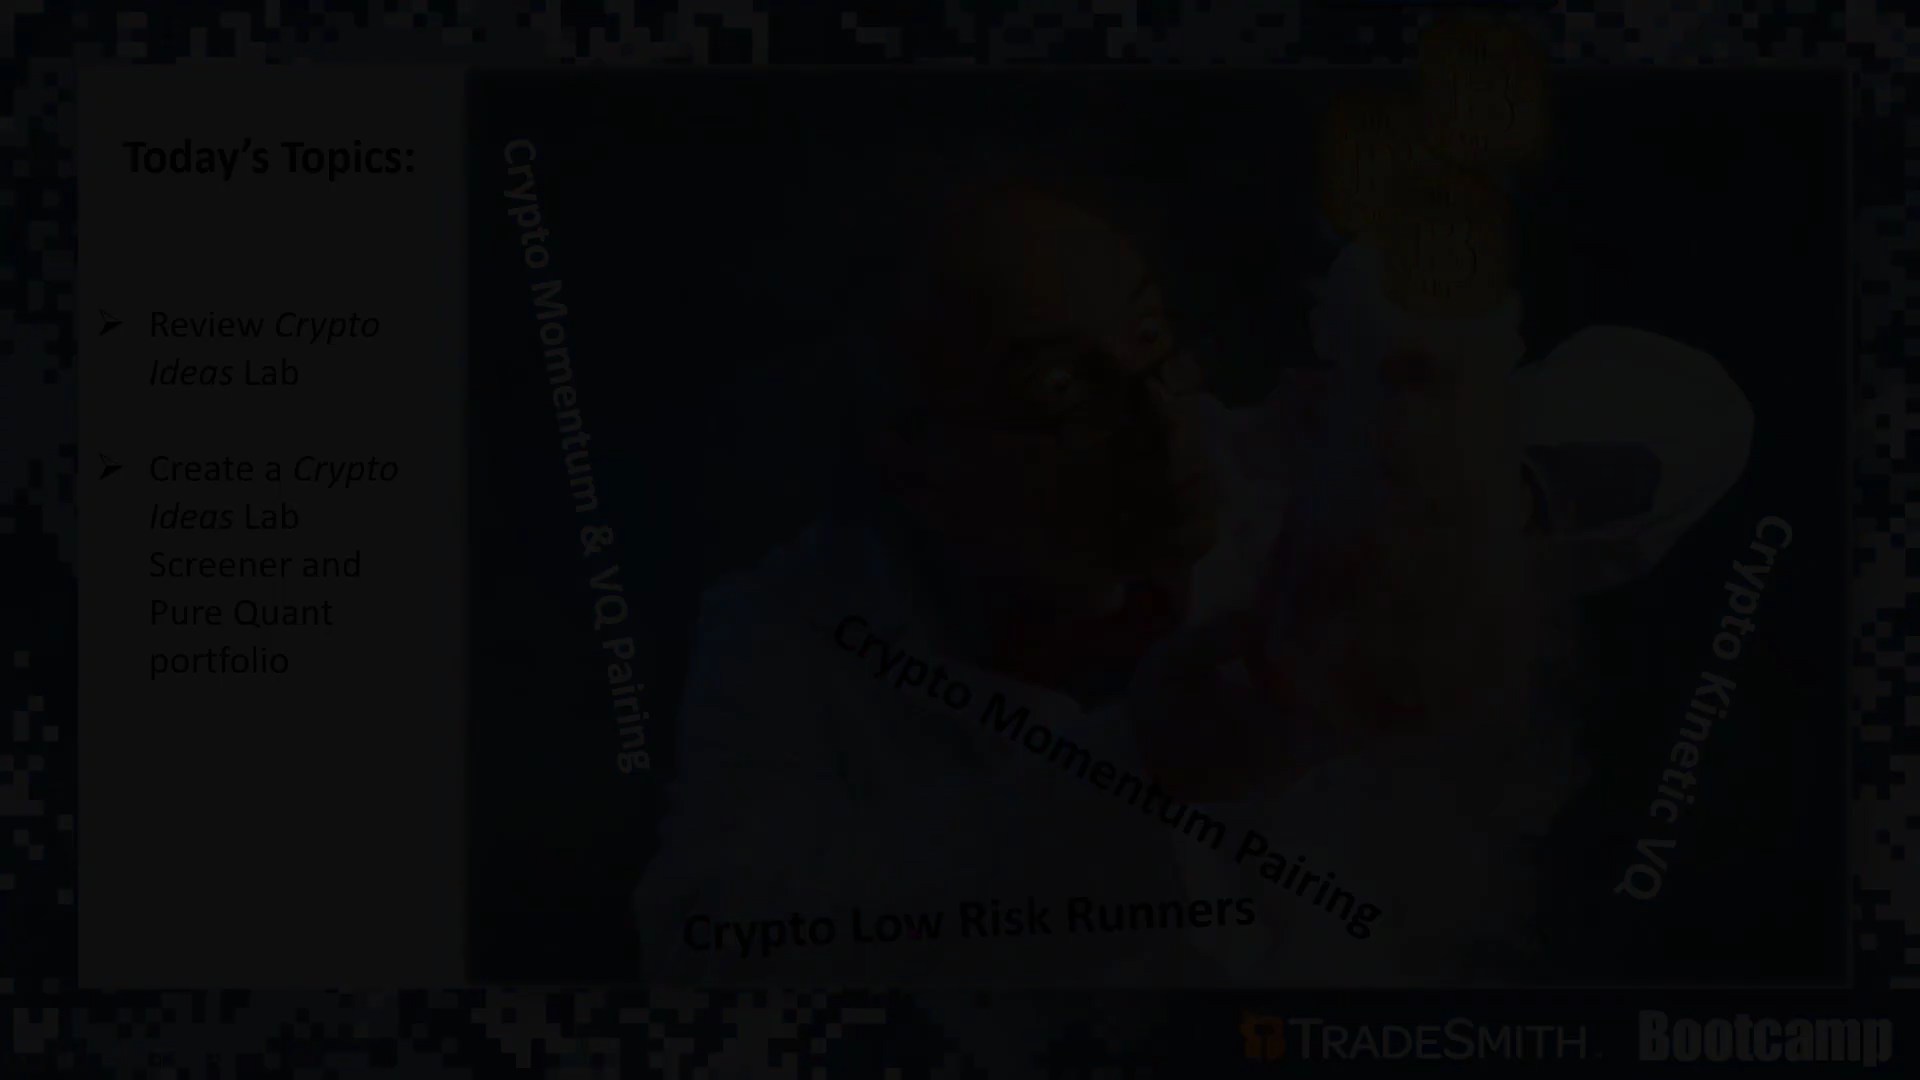 Today’s Topics:
➢ Review Crypto
Ideas Lab
➢ Create a Crypto
Ideas Lab
Screener and
Pure Quant
portfolio
Crypto Momentum & VQ Pairing
Crypto Momentum Pairing
Crypto Low Risk Runners
Crypto Kinetic VQ
TRADESMITH Bootcamp